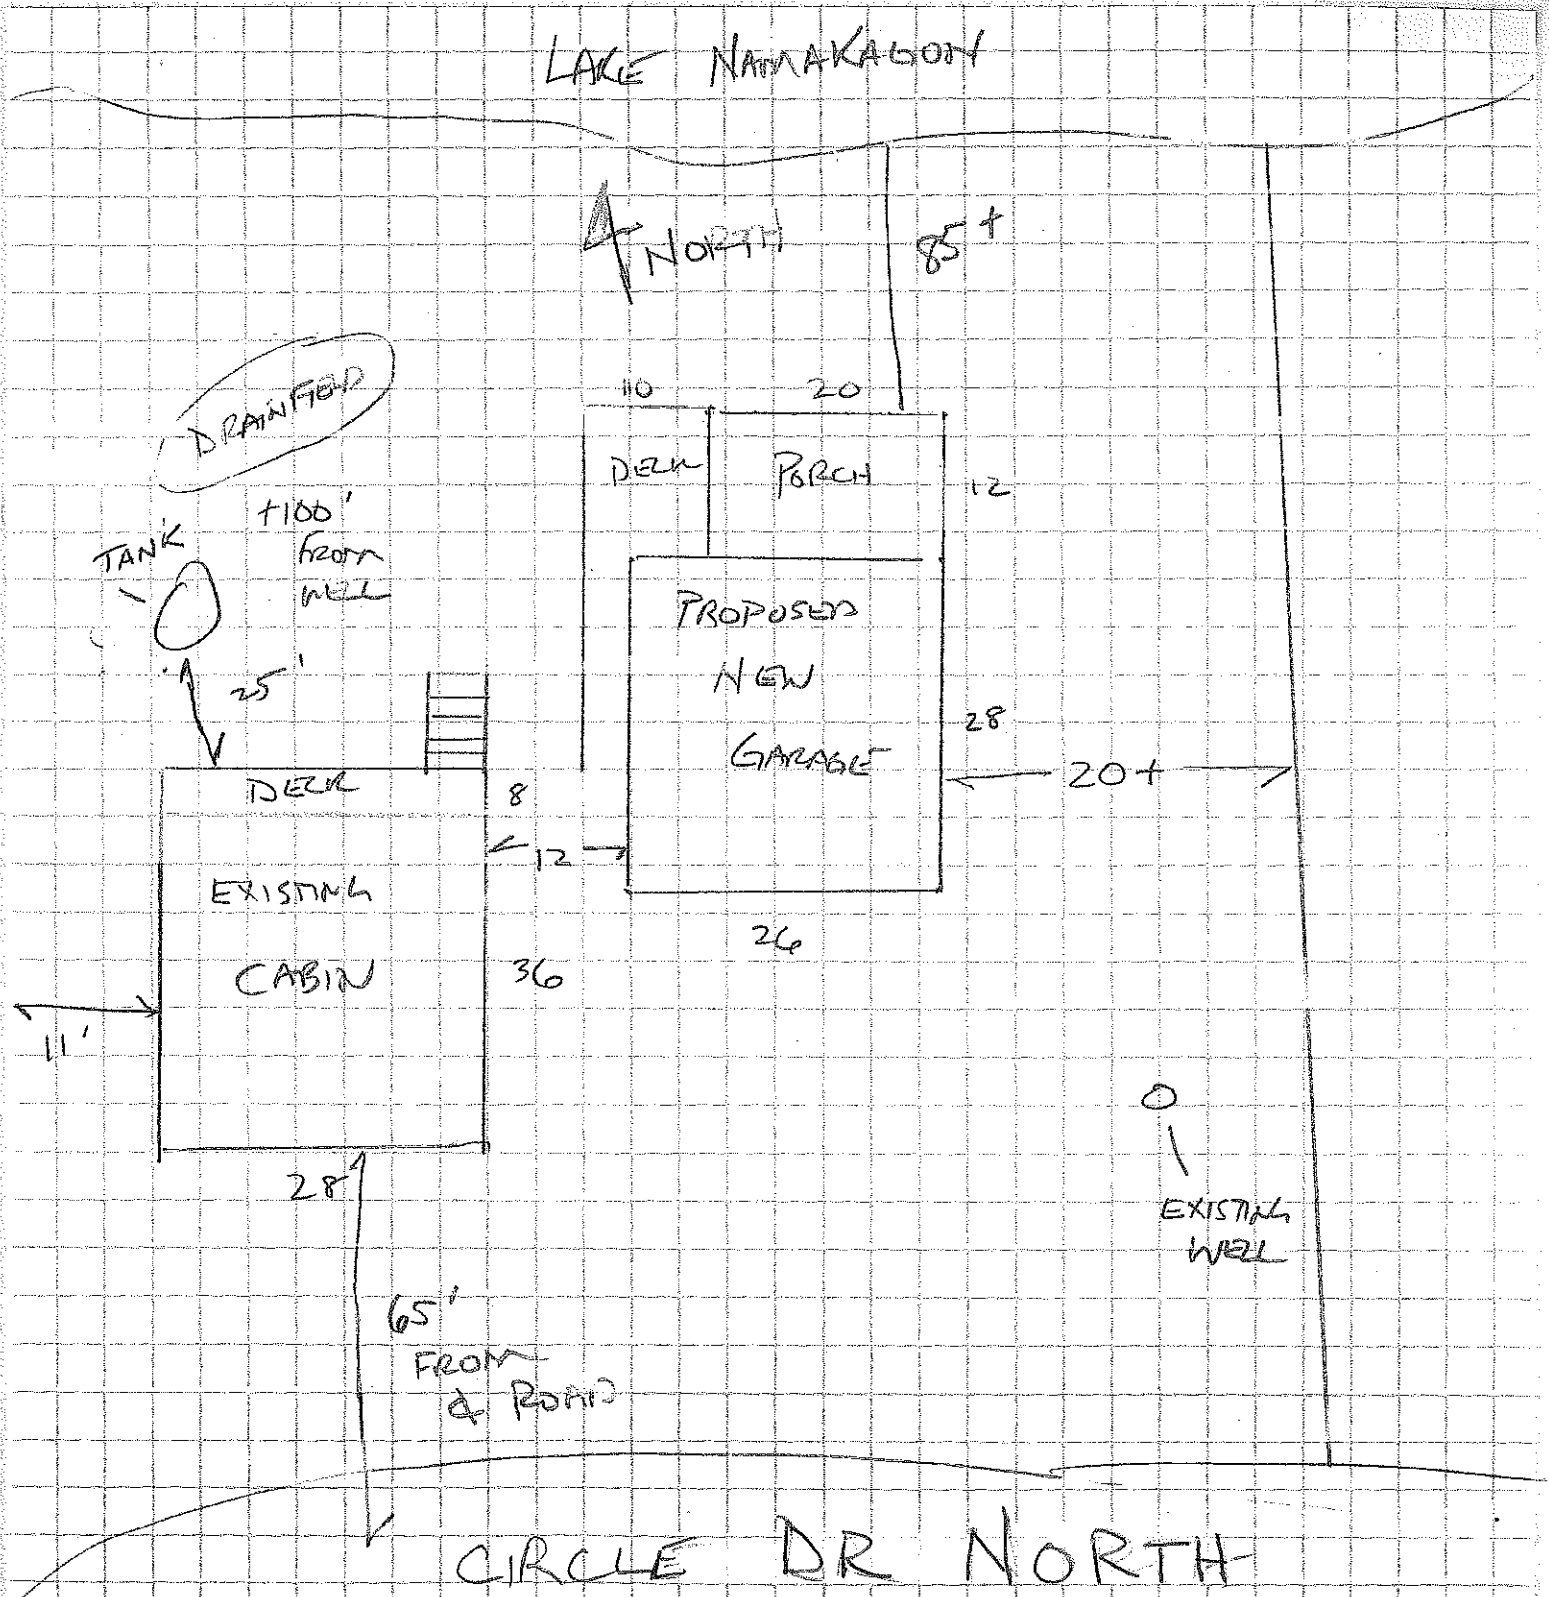 LAKE NAMAKAGON
NORTH
85+
DRAINFIELD
10
20
DECK
PORCH
12
+100'
FROM
WELL
TANK
25'
PROPOSED
NEW
GARAGE
28
20+
DECK
8
12
EXISTING
CABIN
36
26
11'
28
65'
FROM
℄ ROAD
EXISTING
WELL
CIRCLE DR NORTH